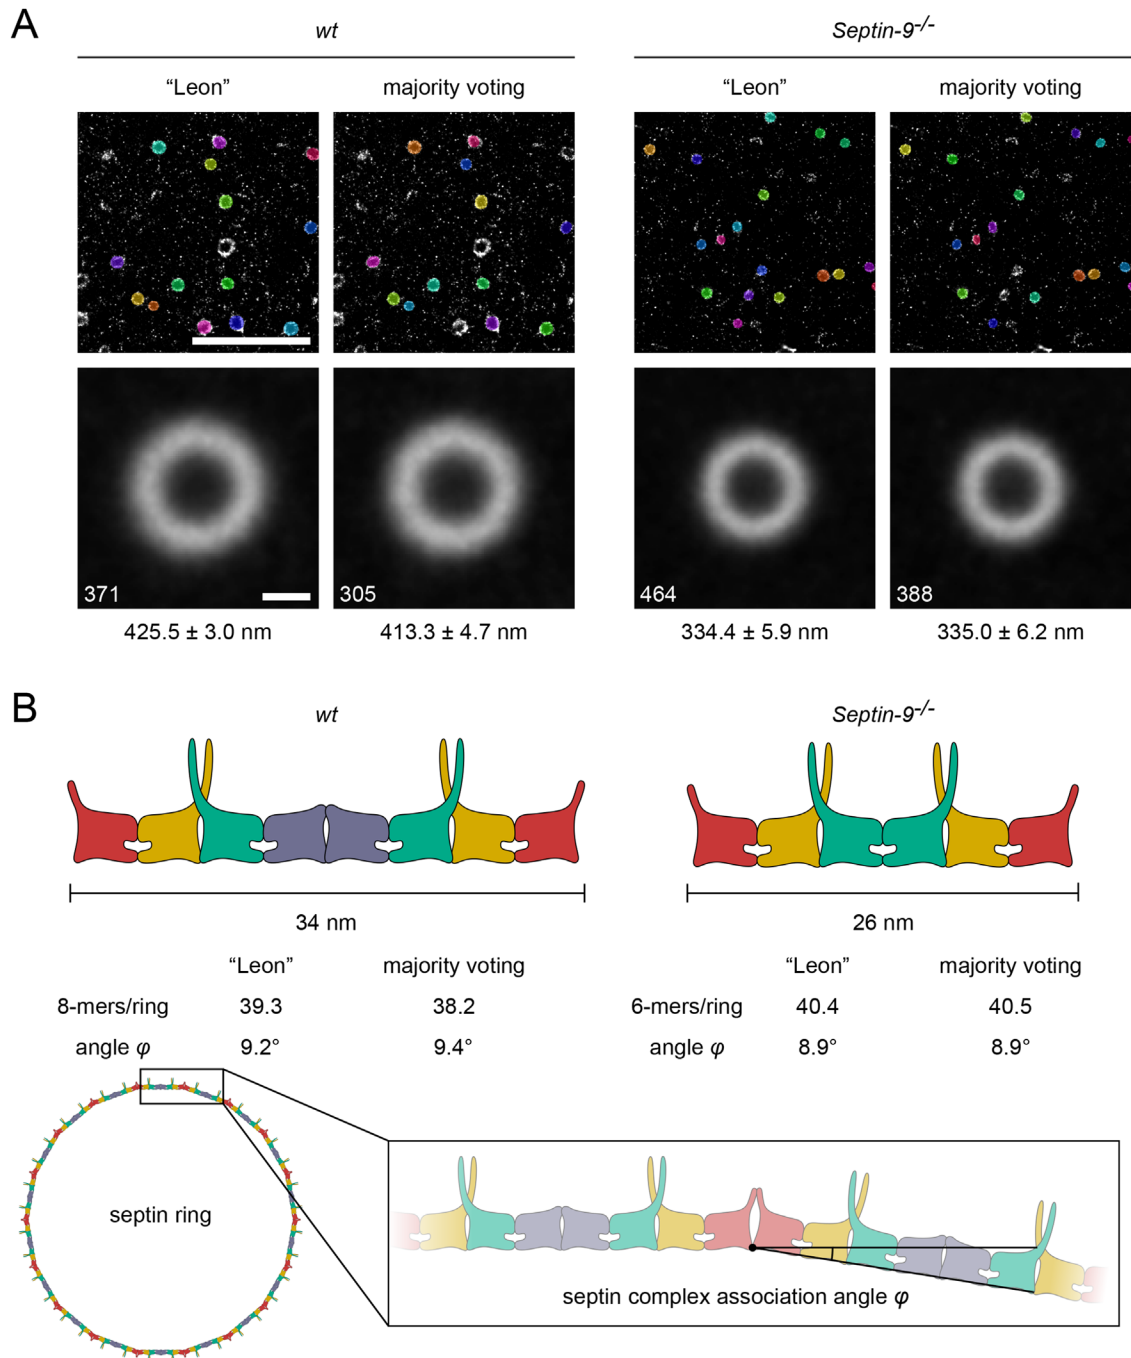 A
wt
Septin-9-/-
“Leon”
majority voting
“Leon”
majority voting
371
305
464
388
425.5 ± 3.0 nm
413.3 ± 4.7 nm
334.4 ± 5.9 nm
335.0 ± 6.2 nm
B
wt
Septin-9-/-
34 nm
26 nm
“Leon”
majority voting
“Leon”
majority voting
8-mers/ring
39.3
38.2
6-mers/ring
40.4
40.5
angle φ
9.2°
9.4°
angle φ
8.9°
8.9°
septin ring
septin complex association angle φ